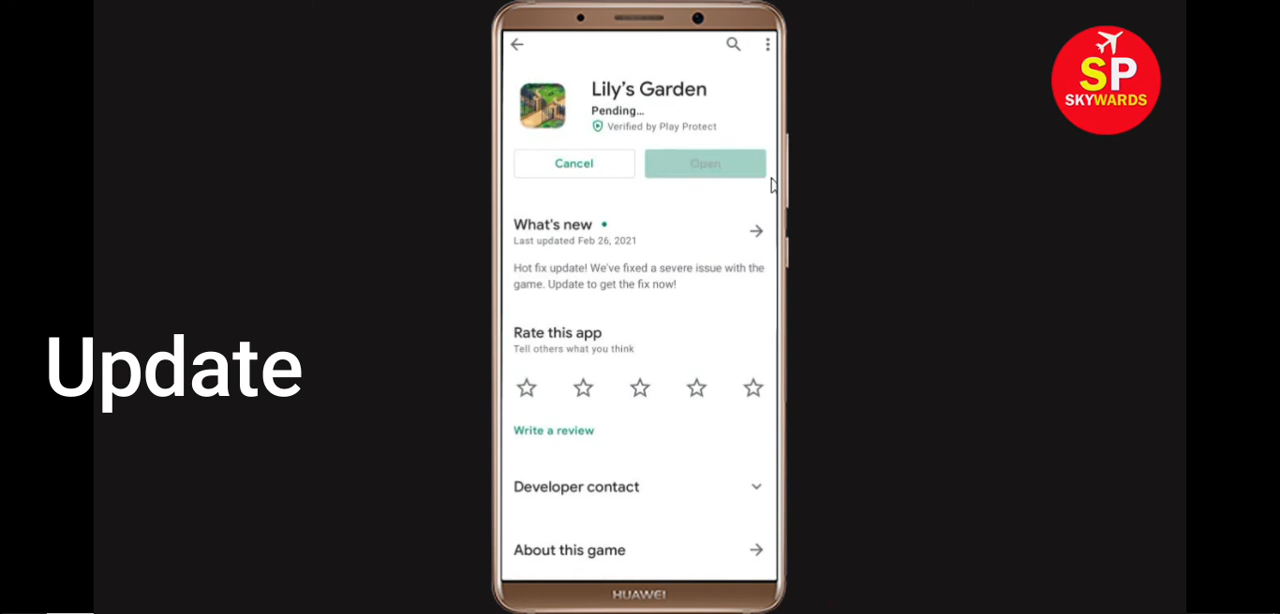 SP
SKYWARDS
Lily's Garden
Pending...
Verified by Play Protect
Cancel
Open
What's new
Last updated Feb 26, 2021
Hot fix update! We've fixed a severe issue with the
game. Update to get the fix now!
Update
Rate this app
Tell others what you think
Write a review
Developer contact
About this game
HUAWEI